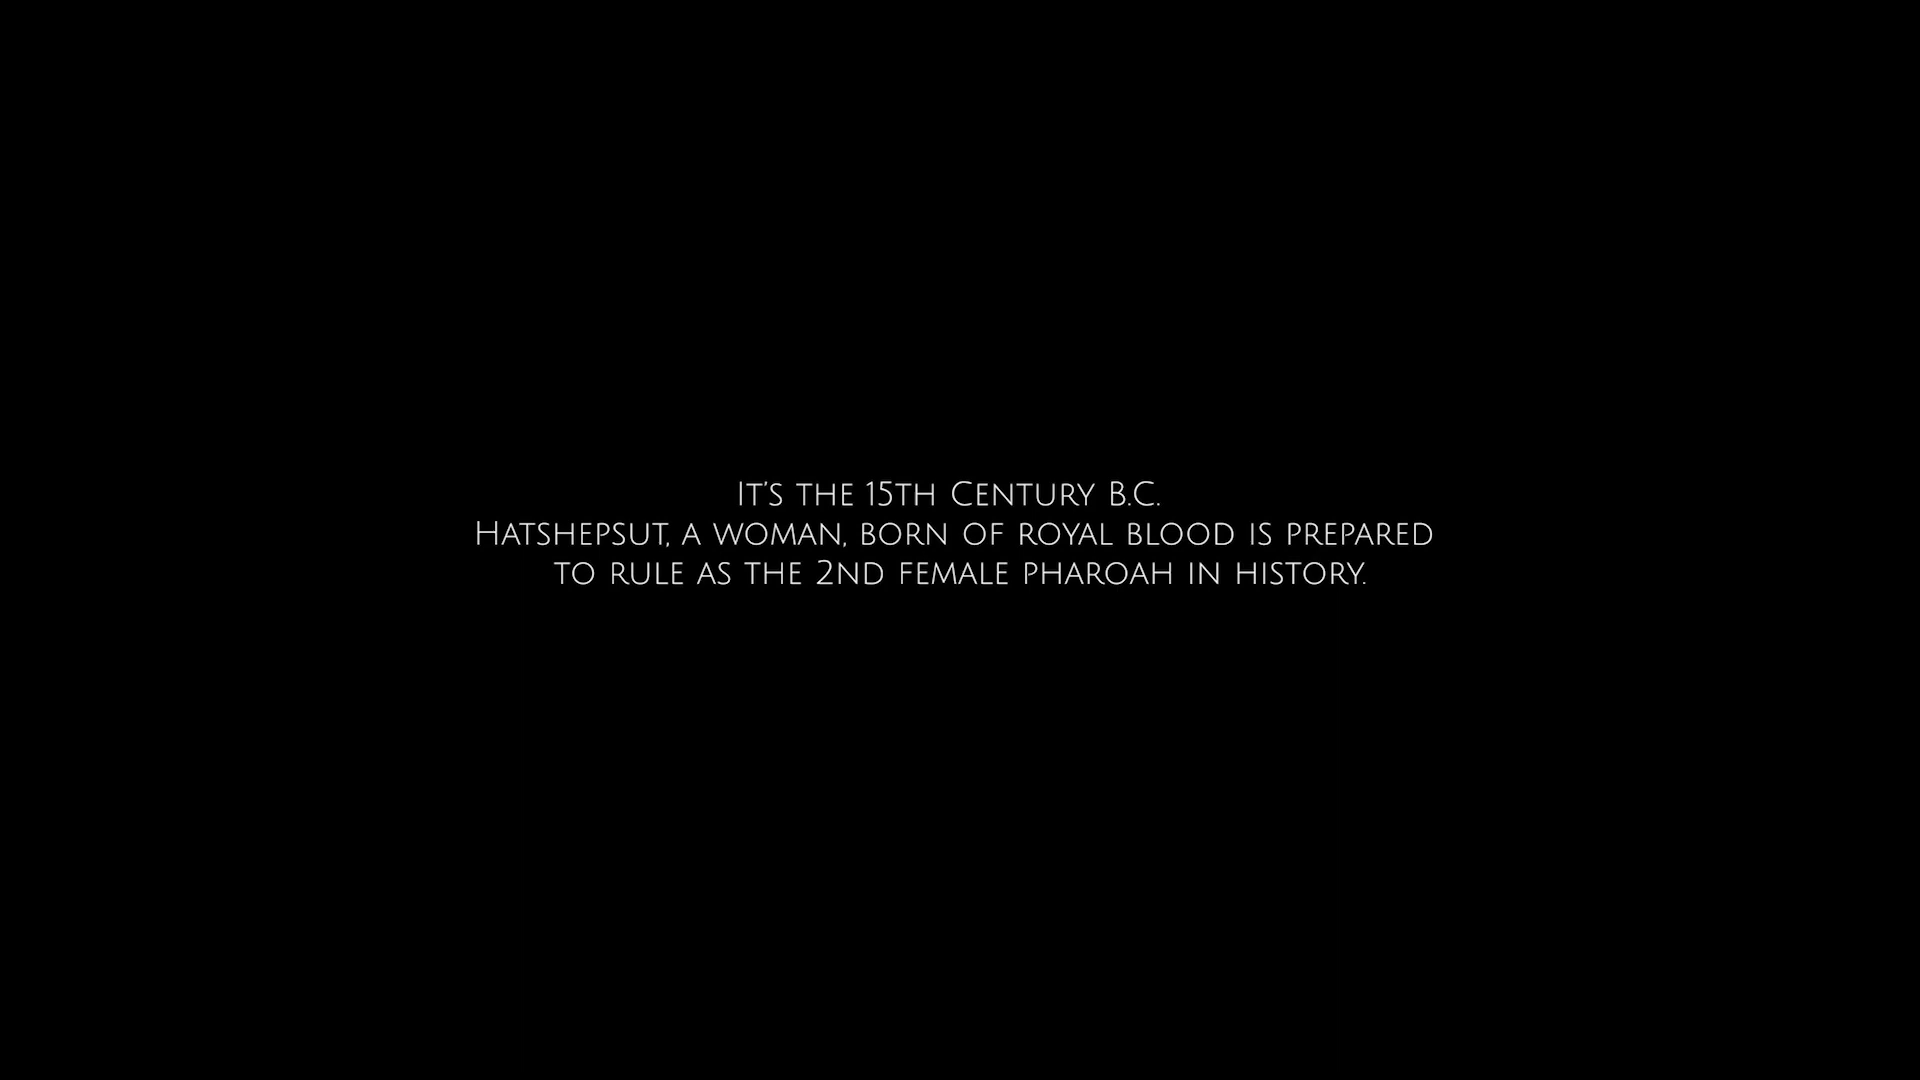 It's the 15th Century B.C.
Hatshepsut, a woman, born of royal blood is prepared
to rule as the 2nd female pharoah in history.